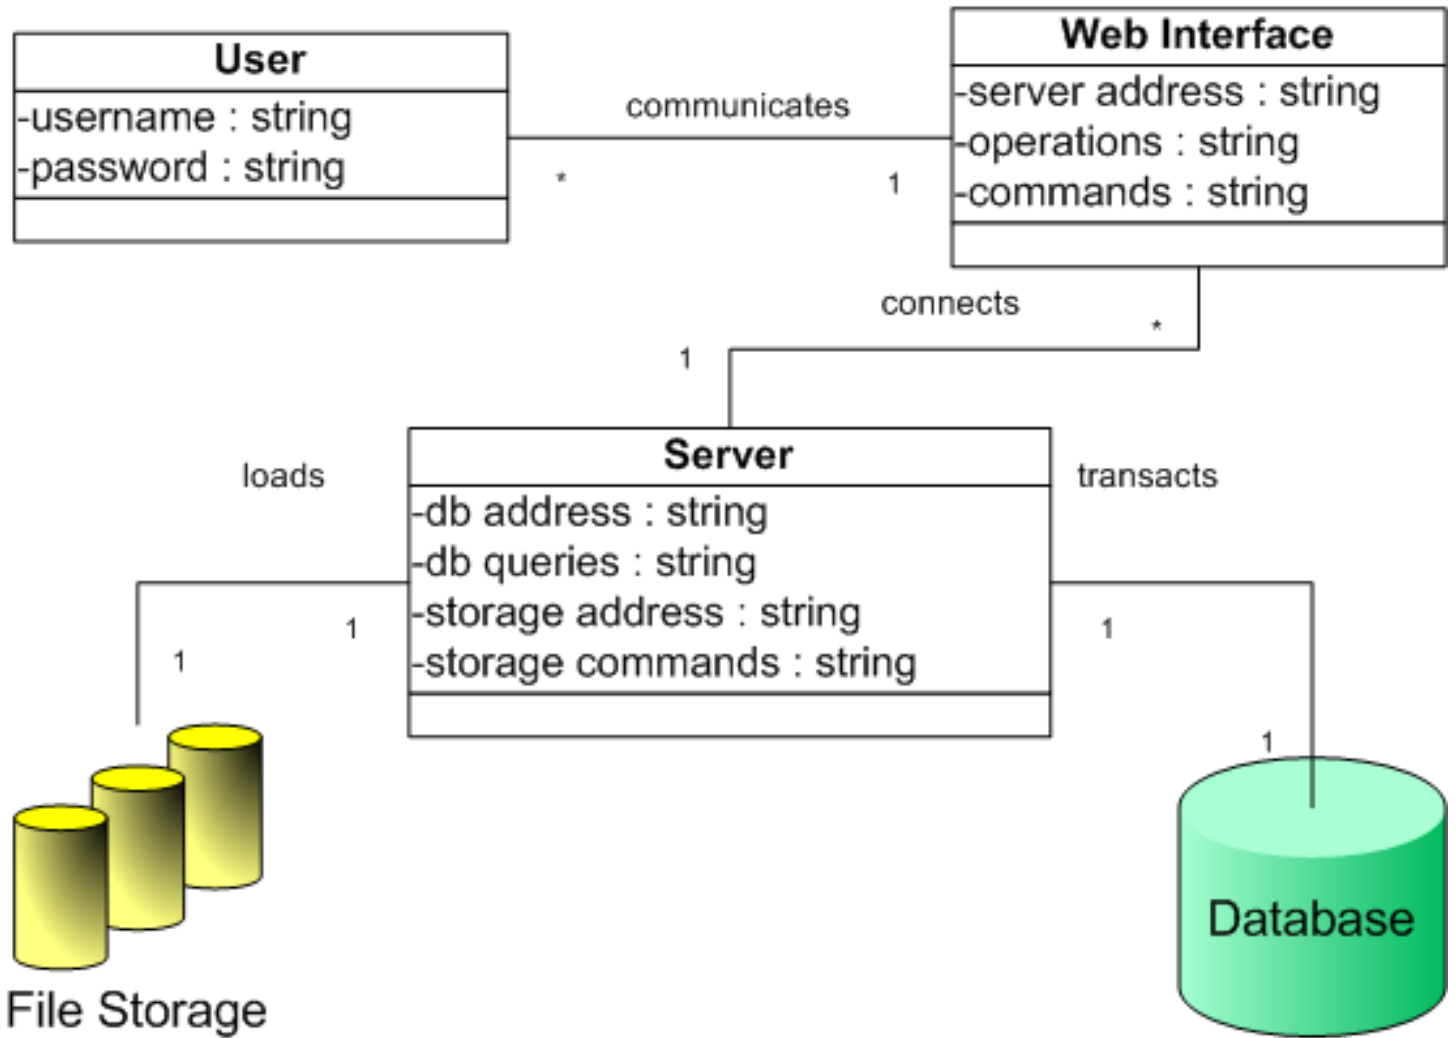 User
-username : string
-password : string
communicates
*
1
Web Interface
-server address : string
-operations : string
-commands : string
connects
*
1
Server
-db address : string
-db queries : string
-storage address : string
-storage commands : string
loads
1
1
transacts
1
1
File Storage
Database